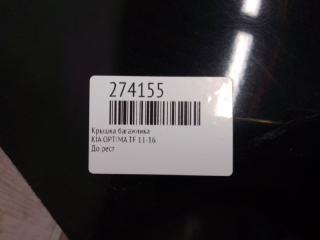 274155
Крышка багажника
KIA OPTIMA TF 11-16
До рест